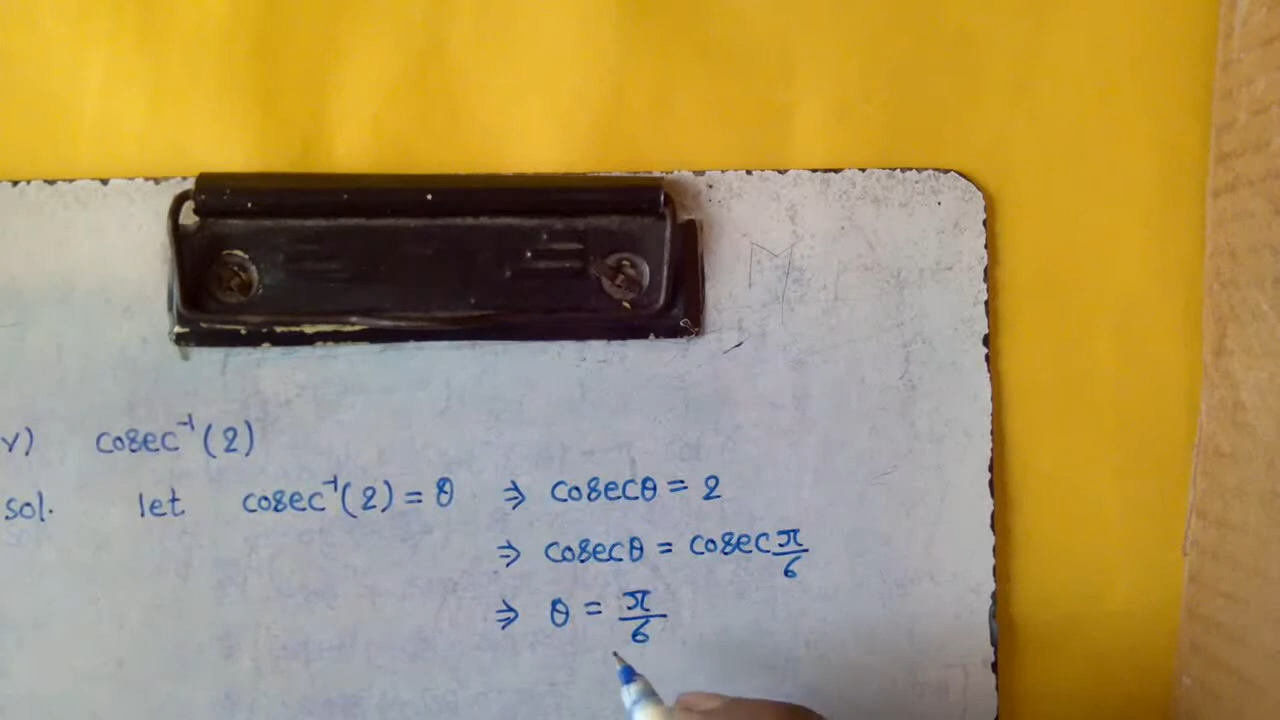 v) cosec⁻¹(2)
sol. let cosec⁻¹(2) = θ ⇒ cosecθ = 2
⇒ cosecθ = cosec π/6
⇒ θ = π/6